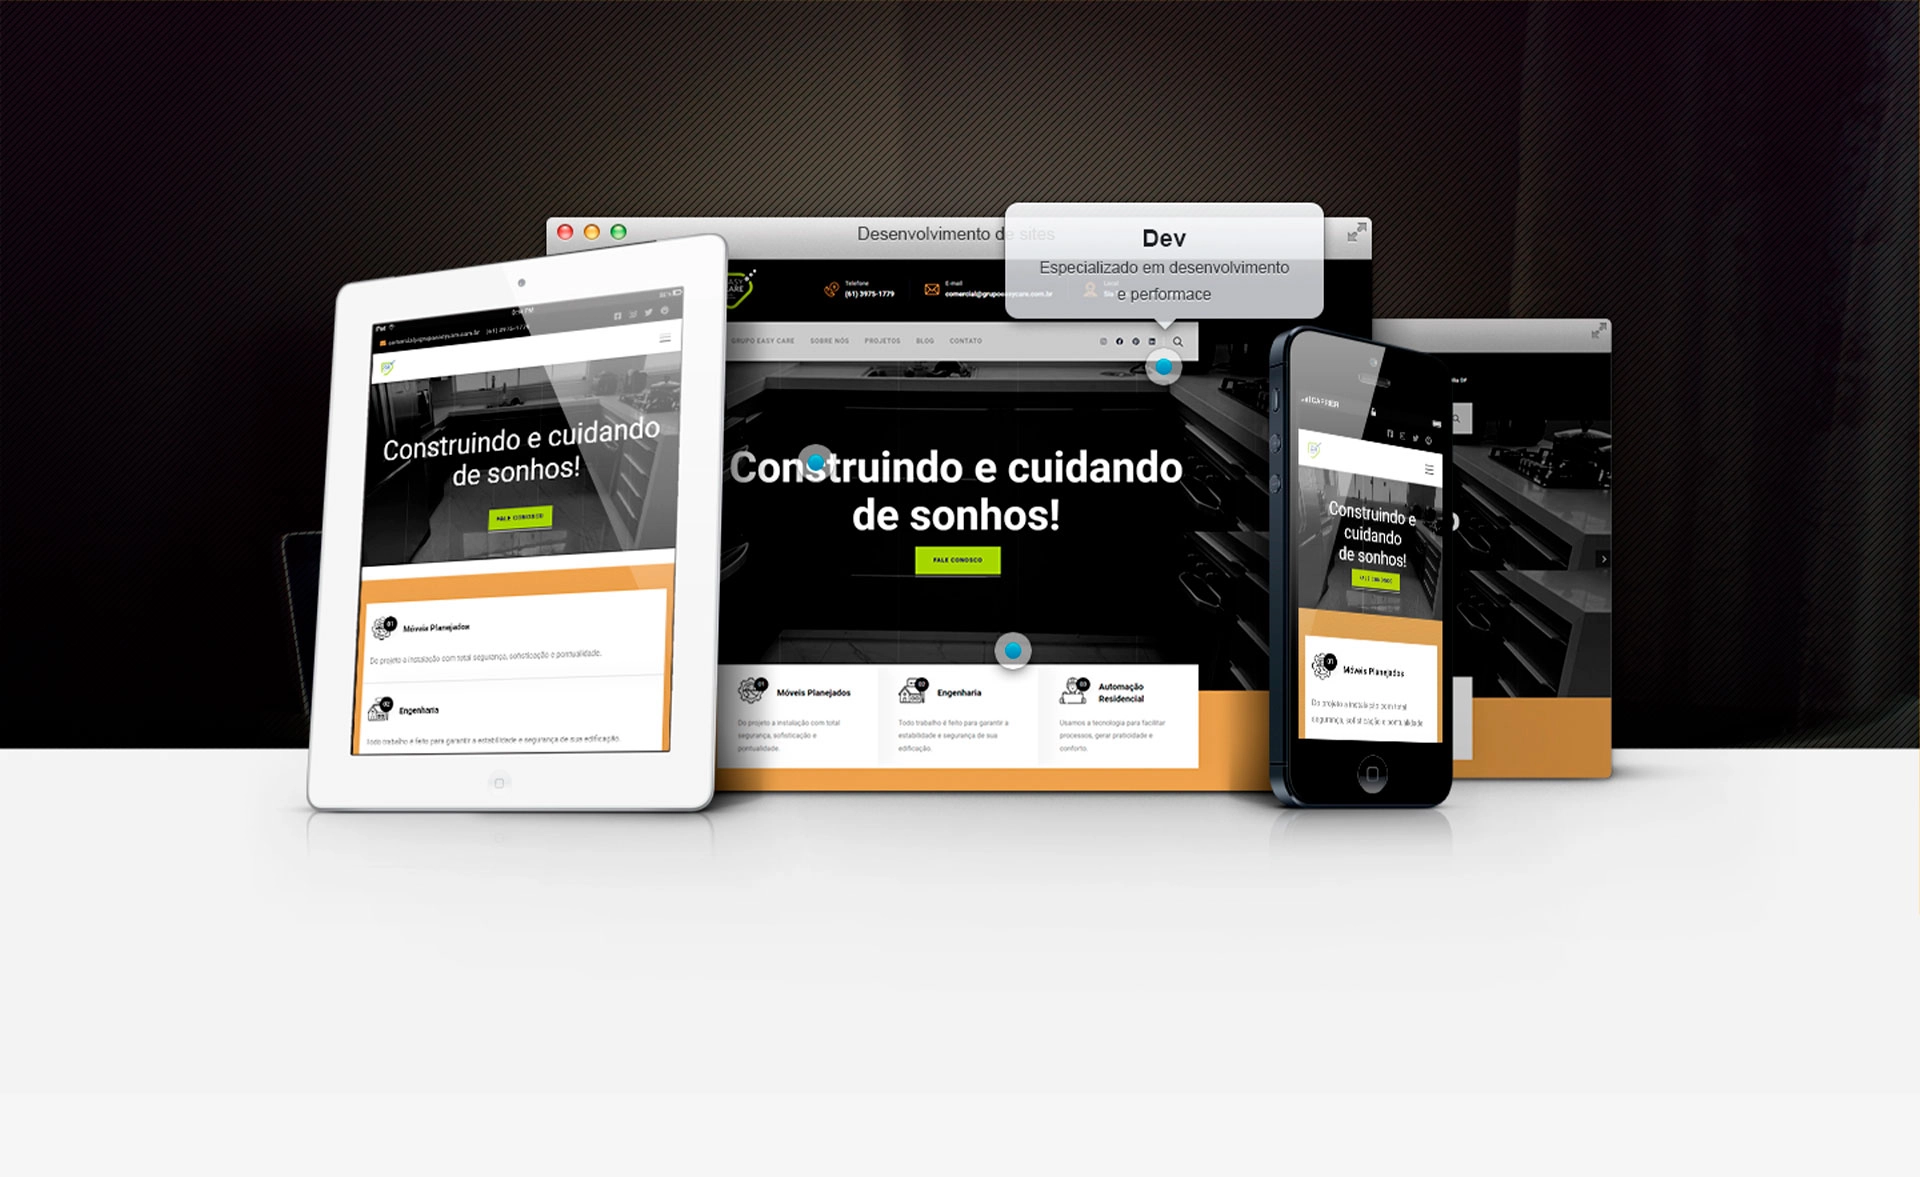 Desenvolvimento de sites
Dev
Especializado em desenvolvimento
e performace
EASY
CARE
Telefone
(61) 3975-1779
E-mail
comercial@grupoeasycare.com.br
Local
GRUPO EASY CARE
SOBRE NÓS
PROJETOS
BLOG
CONTATO
Construindo e cuidando
de sonhos!
FALE CONOSCO
01
Móveis Planejados
Do projeto a instalação com total
segurança, sofisticação e
pontualidade.
02
Engenharia
Todo trabalho é feito para garantir a
estabilidade e segurança de sua
edificação.
03
Automação
Residencial
Usamos a tecnologia para facilitar
processos, gerar praticidade e
conforto.
iPad
comercial@grupoeasycare.com.br (61) 3975-1779
Construindo e cuidando
de sonhos!
FALE CONOSCO
01
Móveis Planejados
Do projeto a instalação com total segurança, sofisticação e pontualidade.
02
Engenharia
Todo trabalho é feito para garantir a estabilidade e segurança de sua edificação.
CARRIER
Construindo e
cuidando
de sonhos!
FALE CONOSCO
01
Móveis Planejados
Do projeto a instalação com total
segurança, sofisticação e pontualidade